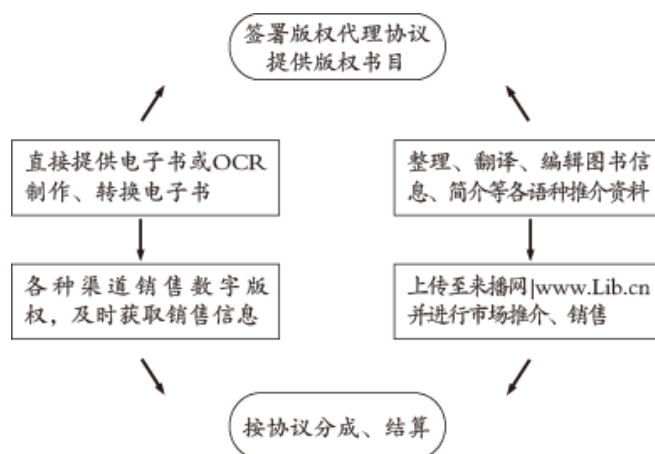 签署版权代理协议
提供版权书目
直接提供电子书或OCR
制作、转换电子书
整理、翻译、编辑图书信
息、简介等各语种推介资料
各种渠道销售数字版
权，及时获取销售信息
上传至来播网|www.Lib.cn
并进行市场推介、销售
按协议分成、结算